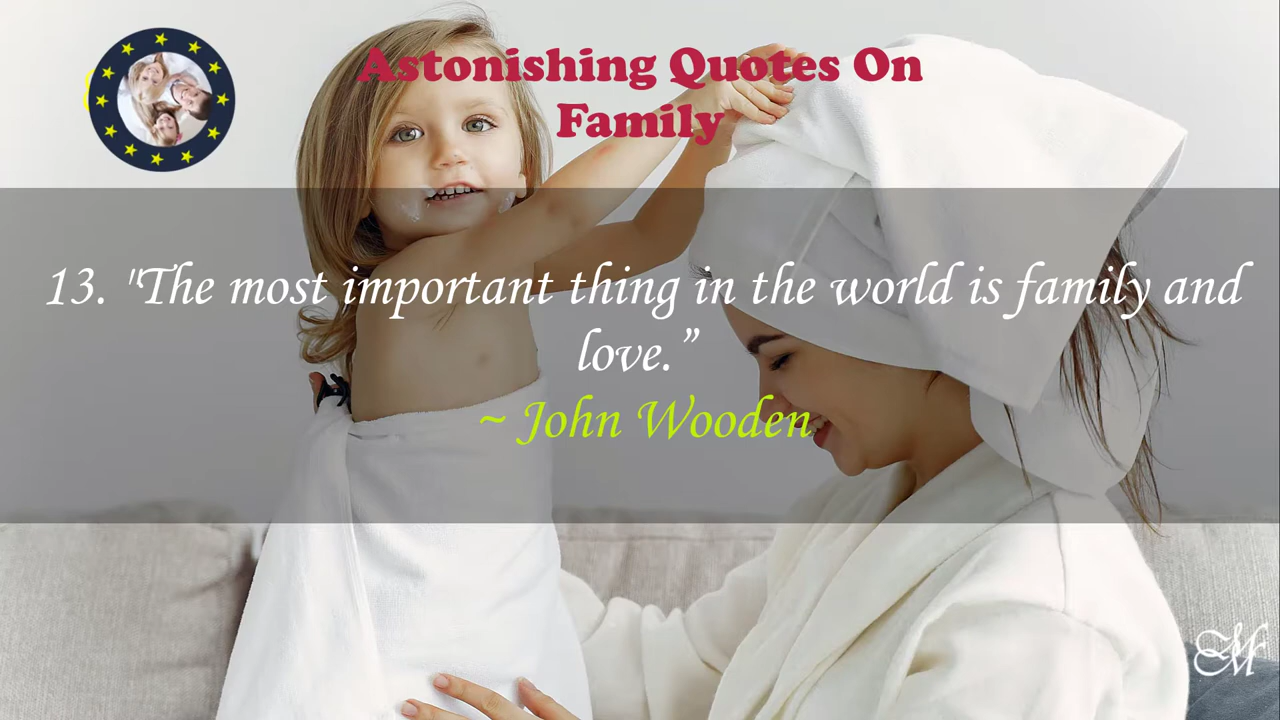 Astonishing Quotes On
Family
13. "The most important thing in the world is family and
love.”
~ John Wooden